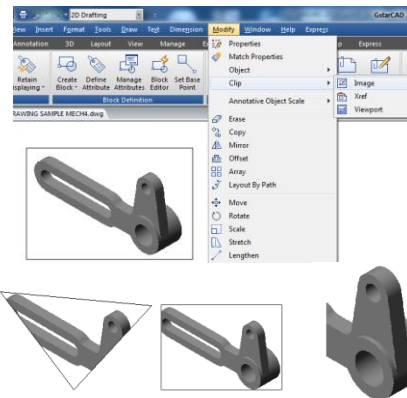 2D Drafting GstarCAD
View Insert Format Tools Draw Text Dimension Modify Window Help Express
Annotation 3D Layout View Manage Express
Retain Displaying Create Block Define Attribute Manage Attributes Block Editor Set Base Point
Block Definition
RAWING SAMPLE MECH4.dwg
Properties
Match Properties
Object
Clip
Image
Xref
Viewport
Annotative Object Scale
Erase
Copy
Mirror
Offset
Array
Layout By Path
Move
Rotate
Scale
Stretch
Lengthen